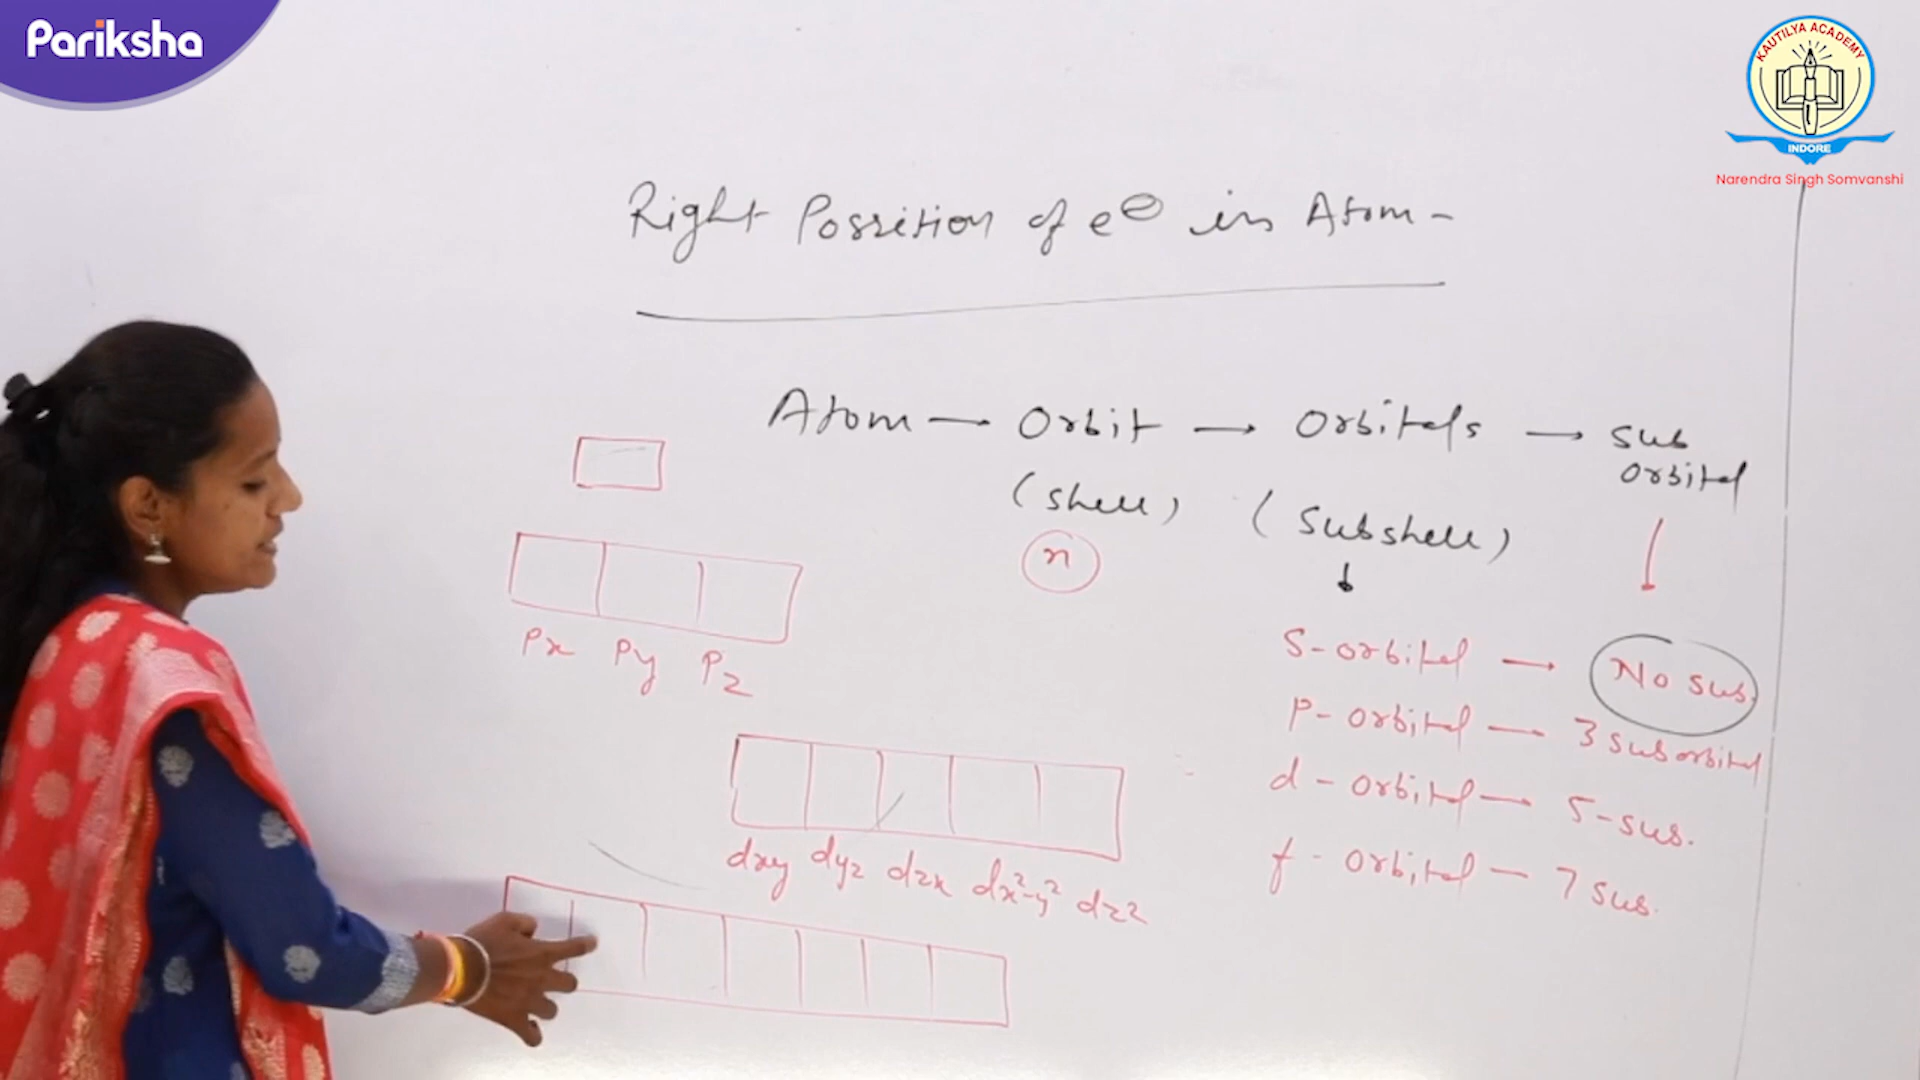 Pariksha
KAUTILYA ACADEMY
INDORE
Narendra Singh Somvanshi
Right Possition of e⊖ in Atom -
Atom → Orbit → Orbitals → sub orbital
(shell) (Subshell)
n
S-orbital → No sub.
P- orbital — 3 suborbital
d - orbital → 5-sub.
f - orbital — 7 sub.
Px Py Pz
dxy dyz dzx dx²-y² dz²